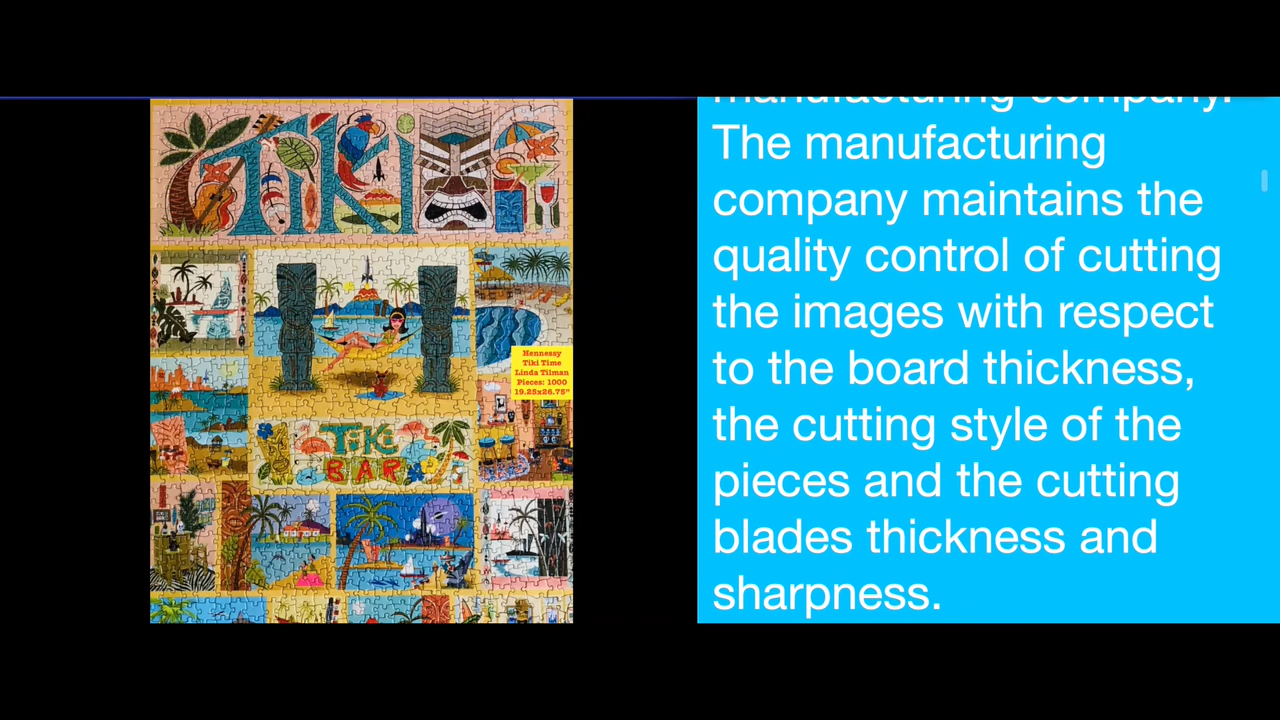 Tiki
Hennessy
Tiki Time
Linda Tilman
Pieces: 1000
19.25x26.75"
TIKI
BAR
manufacturing company.
The manufacturing
company maintains the
quality control of cutting
the images with respect
to the board thickness,
the cutting style of the
pieces and the cutting
blades thickness and
sharpness.